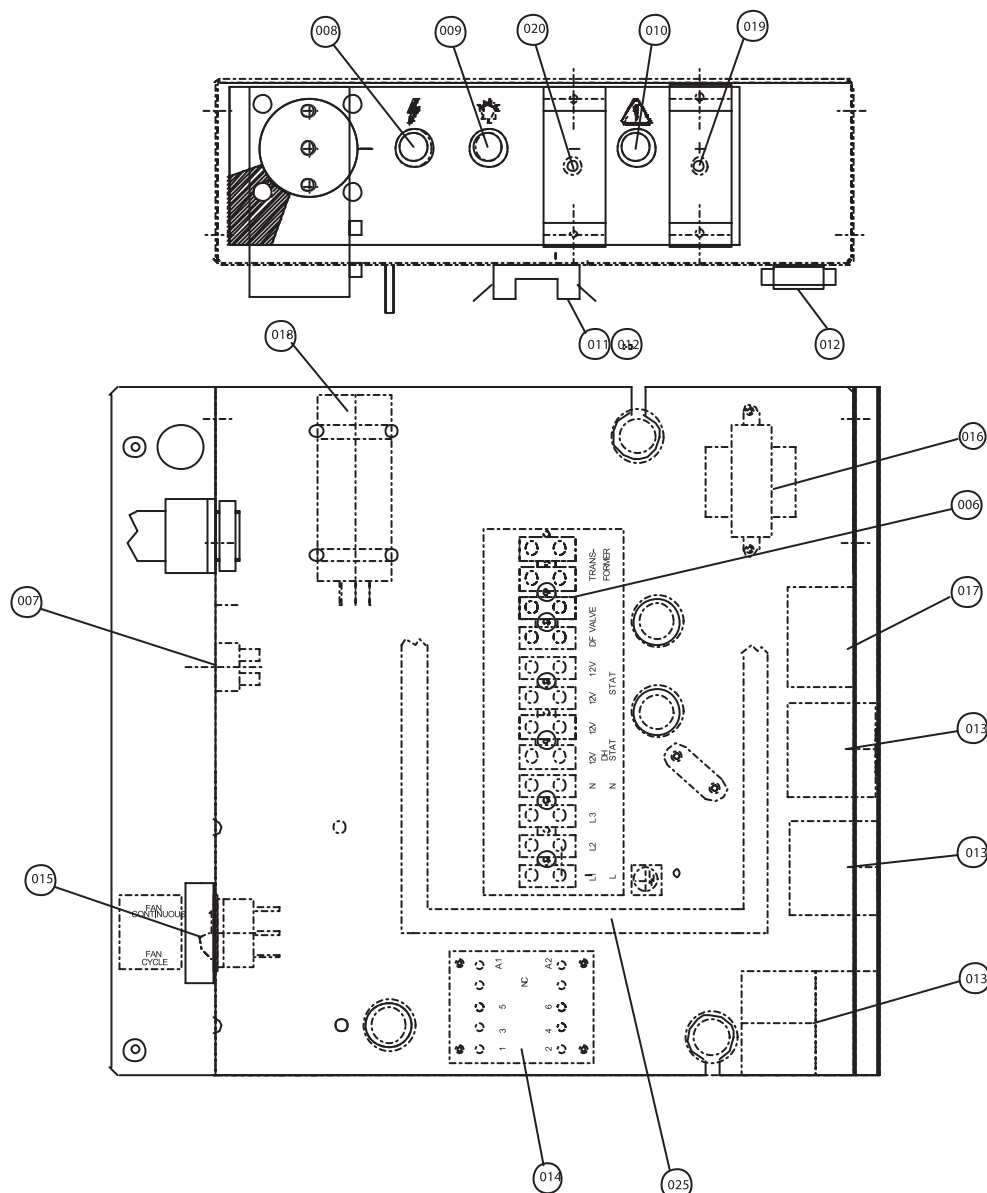 008
009
020
010
019
011
012
012
018
016
006
TRANS-
FORMER
017
007
DF VALVE
12V
12V
STAT
12V
12V
DH
STAT
013
N
N
L3
L2
L1
L
013
015
FAN
CONTINUOUS
FAN
CYCLE
A1
A2
NC
5
6
3
4
1
2
013
014
025